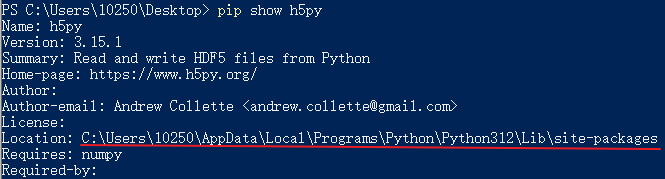 PS C:\Users\10250\Desktop> pip show h5py
Name: h5py
Version: 3.15.1
Summary: Read and write HDF5 files from Python
Home-page: https://www.h5py.org/
Author:
Author-email: Andrew Collette <andrew.collette@gmail.com>
License:
Location: C:\Users\10250\AppData\Local\Programs\Python\Python312\Lib\site-packages
Requires: numpy
Required-by: